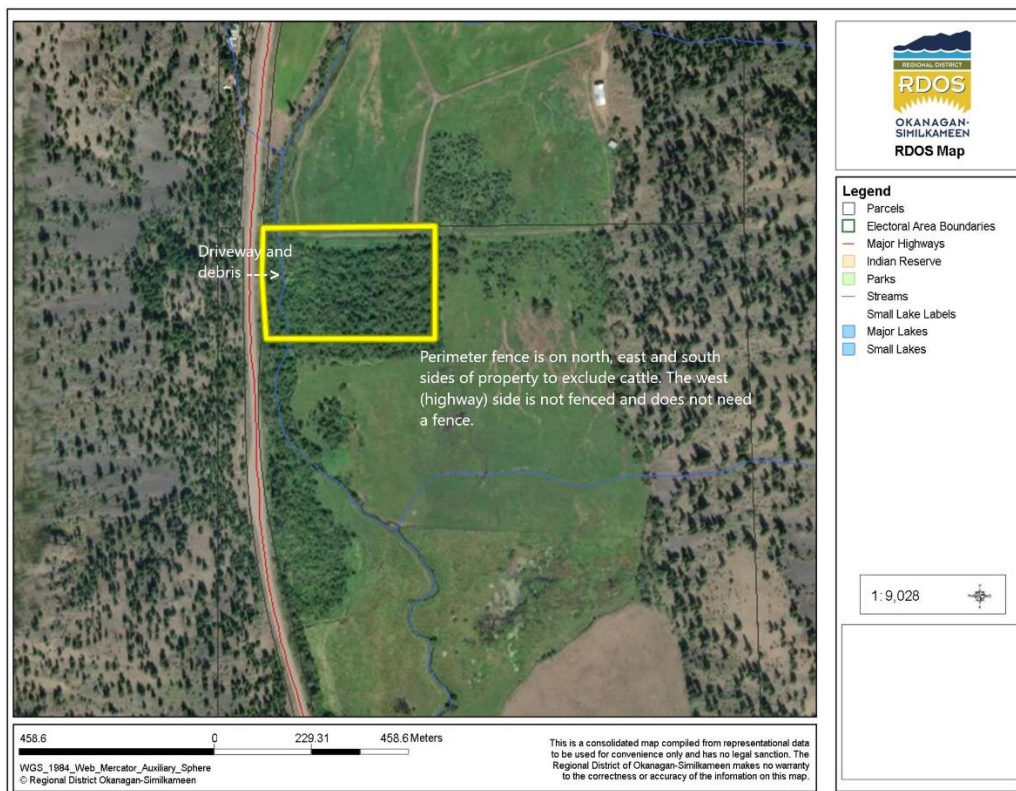 Driveway and
debris --->
Perimeter fence is on north, east and south
sides of property to exclude cattle. The west
(highway) side is not fenced and does not need
a fence.
REGIONAL DISTRICT
RDOS
OKANAGAN-
SIMILKAMEEN
RDOS Map
Legend
Parcels
Electoral Area Boundaries
Major Highways
Indian Reserve
Parks
Streams
Small Lake Labels
Major Lakes
Small Lakes
1: 9,028
458.6 0 229.31 458.6 Meters
WGS_1984_Web_Mercator_Auxiliary_Sphere
© Regional District Okanagan-Similkameen
This is a consolidated map compiled from representational data
to be used for convenience only and has no legal sanction. The
Regional District of Okanagan-Similkameen makes no warranty
to the correctness or accuracy of the infomation on this map.